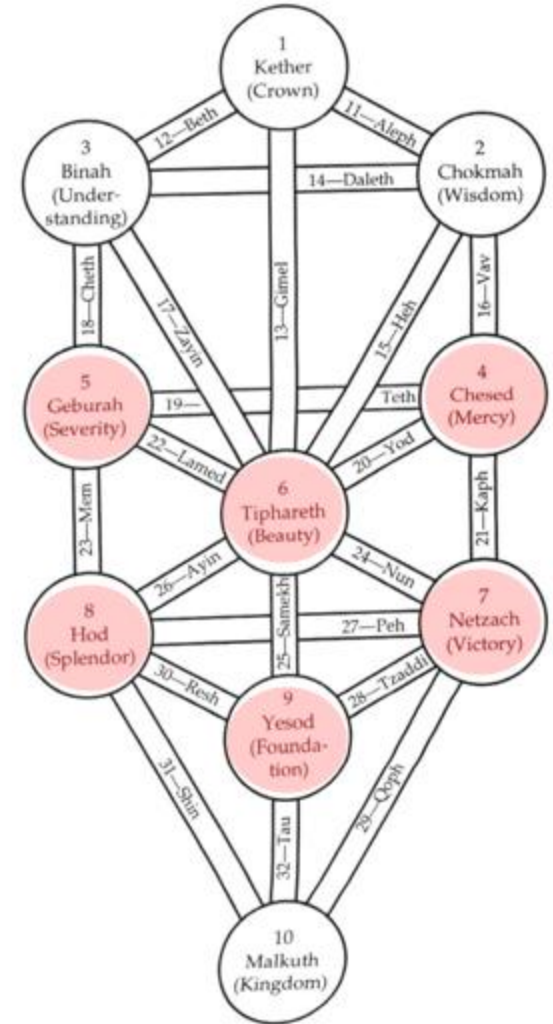 1
Kether
(Crown)
12—Beth
11—Aleph
3
Binah
(Under-
standing)
2
Chokmah
(Wisdom)
14—Daleth
18—Cheth
17—Zayin
13—Gimel
15—Heh
16—Vav
5
Geburah
(Severity)
4
Chesed
(Mercy)
19— Teth
22—Lamed
20—Yod
6
Tiphareth
(Beauty)
23—Mem
21—Kaph
26—Ayin
24—Nun
25—Samekh
8
Hod
(Splendor)
7
Netzach
(Victory)
27—Peh
30—Resh
28—Tzaddi
9
Yesod
(Founda-
tion)
31—Shin
32—Tau
29—Qoph
10
Malkuth
(Kingdom)